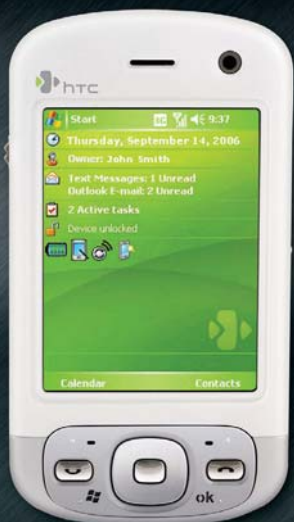 hTC
Start 9:37
Thursday, September 14, 2006
Owner: John Smith
Text Messages: 1 Unread
Outlook E-mail: 2 Unread
2 Active tasks
Device unlocked
Calendar Contacts
ok